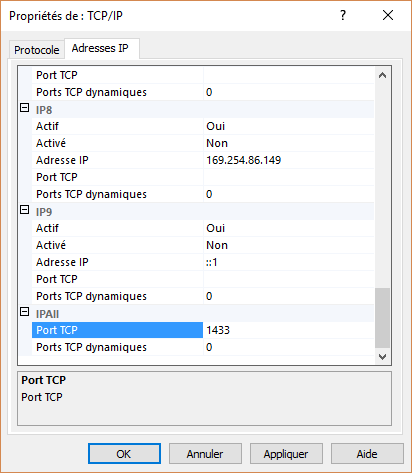 Propriétés de : TCP/IP
Protocole Adresses IP
Port TCP
Ports TCP dynamiques 0
IP8
Actif Oui
Activé Non
Adresse IP 169.254.86.149
Port TCP
Ports TCP dynamiques 0
IP9
Actif Oui
Activé Non
Adresse IP ::1
Port TCP
Ports TCP dynamiques 0
IPAll
Port TCP 1433
Ports TCP dynamiques 0
Port TCP
Port TCP
OK Annuler Appliquer Aide